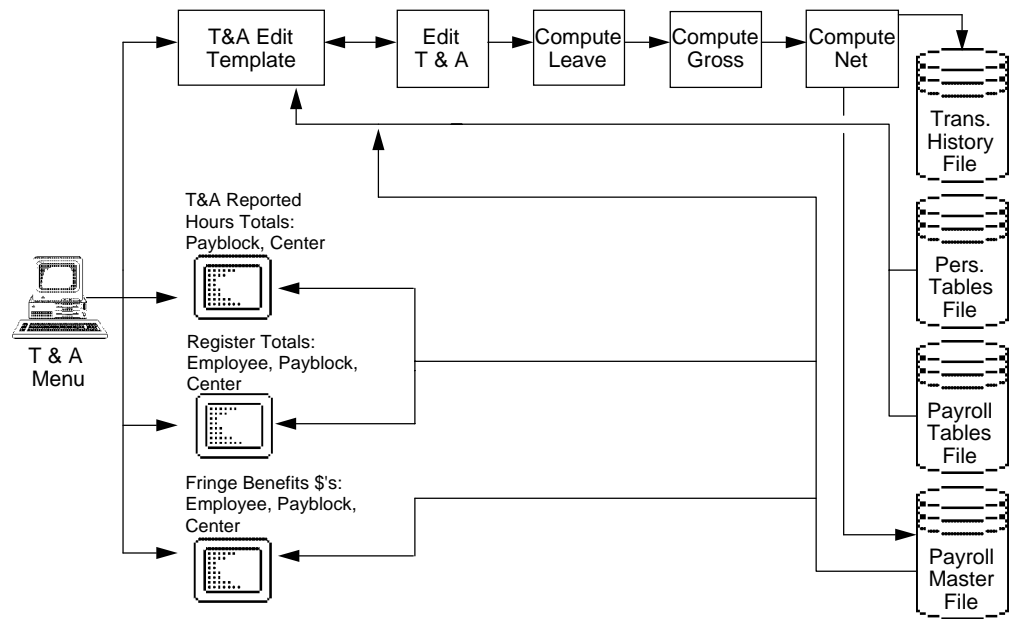 T&A Edit
Template
Edit
T & A
Compute
Leave
Compute
Gross
Compute
Net
Trans.
History
File
T&A Reported
Hours Totals:
Payblock, Center
Pers.
Tables
File
T & A
Menu
Register Totals:
Employee, Payblock,
Center
Payroll
Tables
File
Fringe Benefits $'s:
Employee, Payblock,
Center
Payroll
Master
File